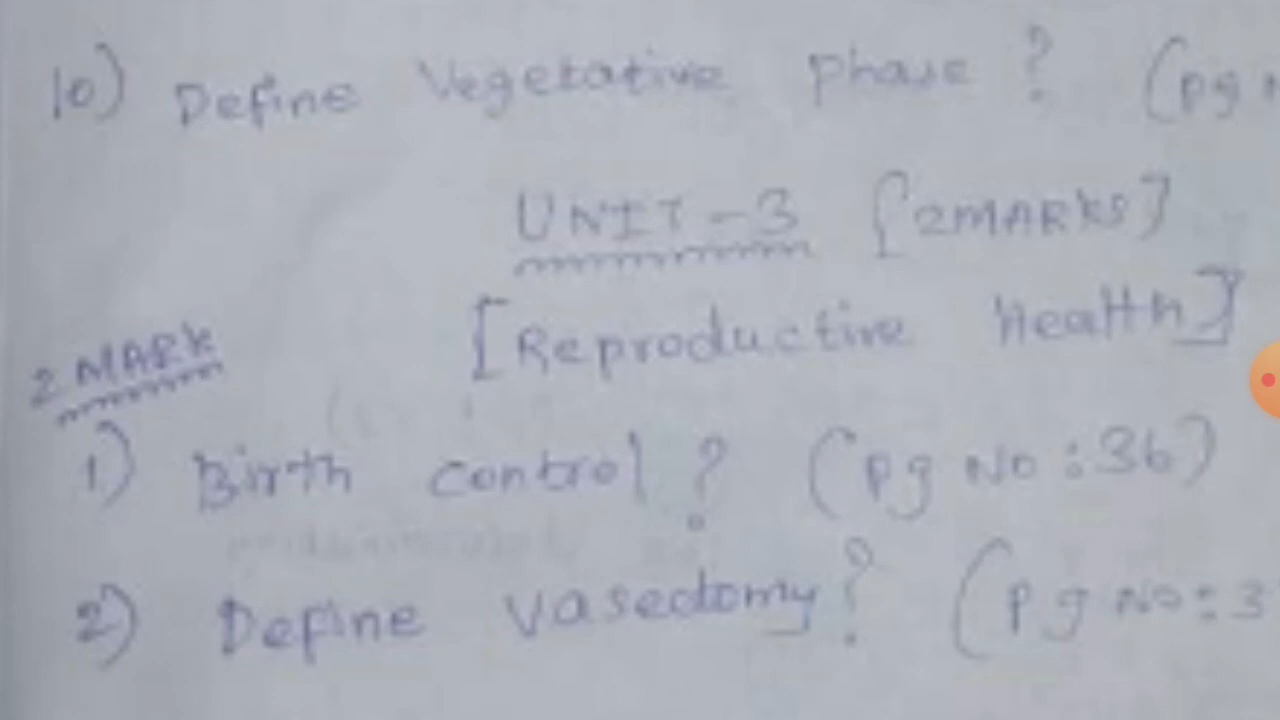 10) Define Vegetative Phase ? (pg
UNIT-3 [2MARKS]
[Reproductive Health]
2 MARK
1) Birth control ? (Pg No : 36)
2) Define Vasectomy ? (Pg No : 3